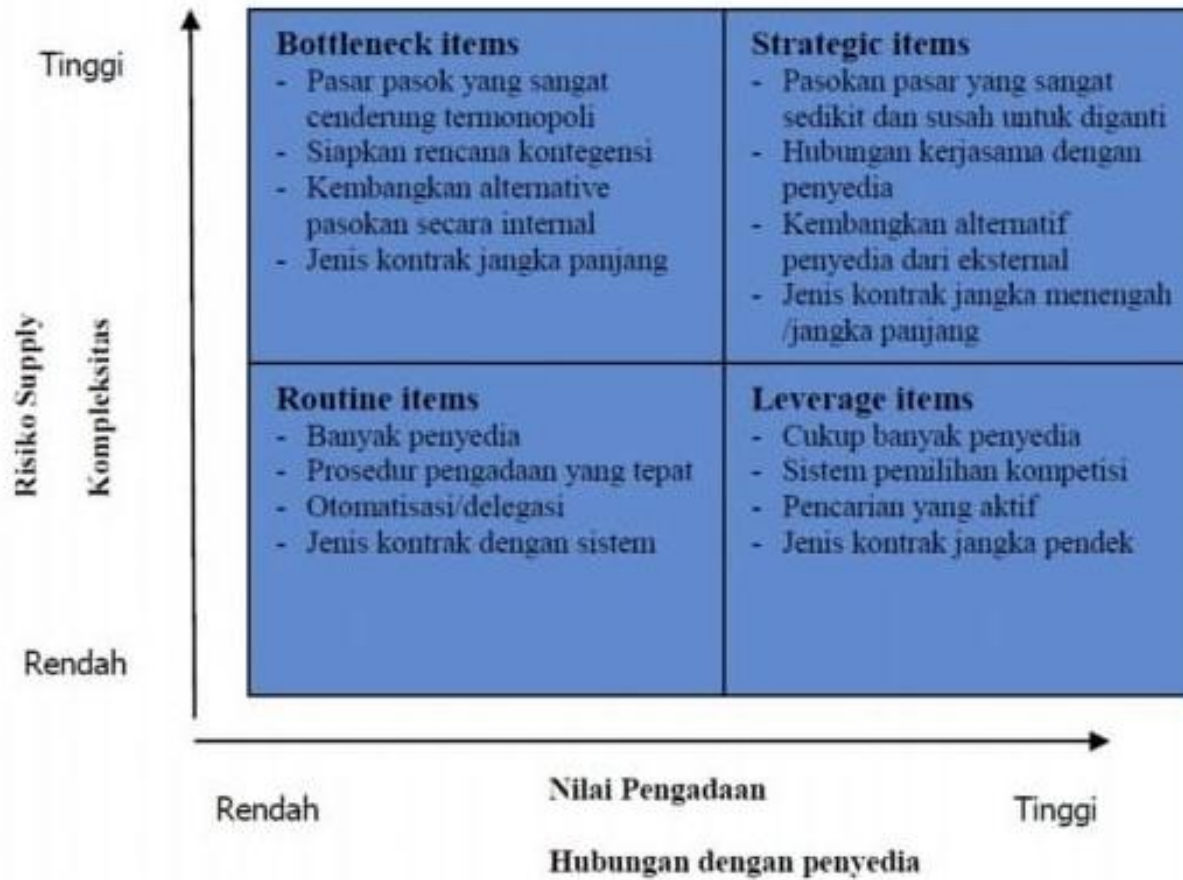 Tinggi
Bottleneck items
- Pasar pasok yang sangat
cenderung termonopoli
- Siapkan rencana kontegensi
- Kembangkan alternative
pasokan secara internal
- Jenis kontrak jangka panjang
Strategic items
- Pasokan pasar yang sangat
sedikit dan susah untuk diganti
- Hubungan kerjasama dengan
penyedia
- Kembangkan alternatif
penyedia dari eksternal
- Jenis kontrak jangka menengah
/jangka panjang
Risiko Supply
Kompleksitas
Routine items
- Banyak penyedia
- Prosedur pengadaan yang tepat
- Otomatisasi/delegasi
- Jenis kontrak dengan sistem
Leverage items
- Cukup banyak penyedia
- Sistem pemilihan kompetisi
- Pencarian yang aktif
- Jenis kontrak jangka pendek
Rendah
Rendah
Nilai Pengadaan
Tinggi
Hubungan dengan penyedia